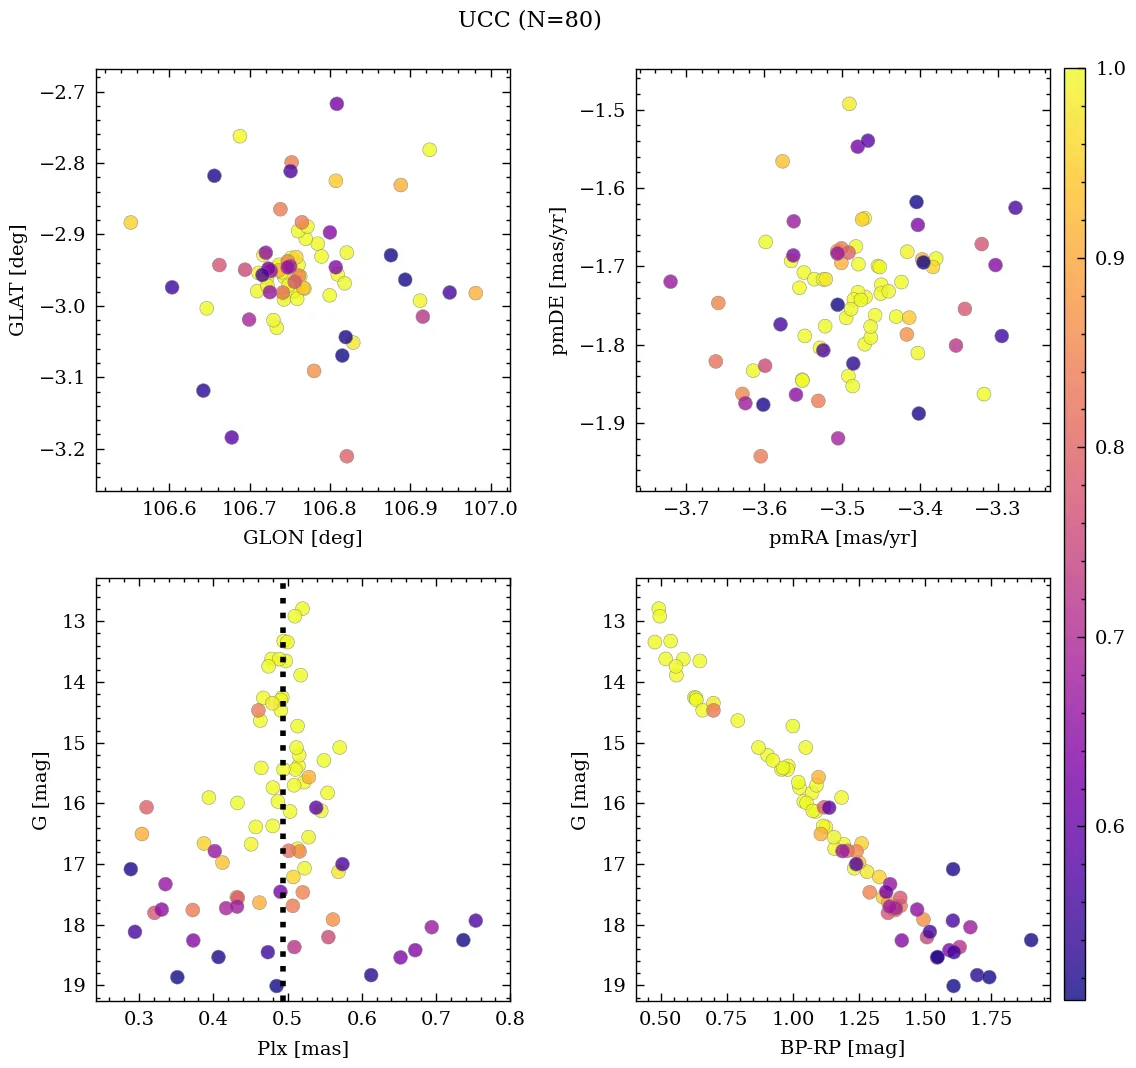 UCC (N=80)
−2.7
−2.8
−2.9
−3.0
−3.1
−3.2
GLAT [deg]
106.6 106.7 106.8 106.9 107.0
GLON [deg]
−1.5
−1.6
−1.7
−1.8
−1.9
pmDE [mas/yr]
−3.7 −3.6 −3.5 −3.4 −3.3
pmRA [mas/yr]
1.0
0.9
0.8
0.7
0.6
13
14
15
16
17
18
19
G [mag]
0.3 0.4 0.5 0.6 0.7 0.8
Plx [mas]
13
14
15
16
17
18
19
G [mag]
0.50 0.75 1.00 1.25 1.50 1.75
BP-RP [mag]